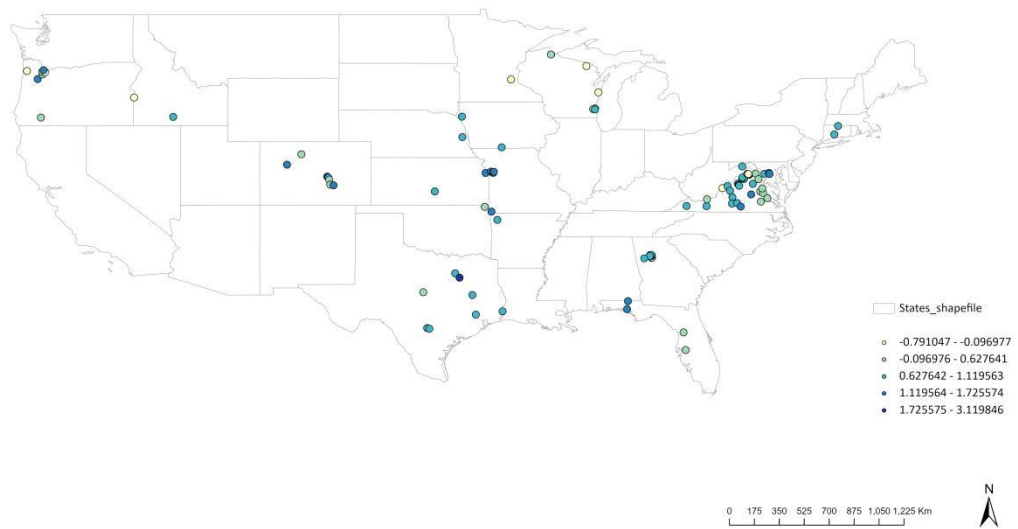 States_shapefile
-0.791047 - -0.096977
-0.096976 - 0.627641
0.627642 - 1.119563
1.119564 - 1.725574
1.725575 - 3.119846
N
0 175 350 525 700 875 1,050 1,225 Km